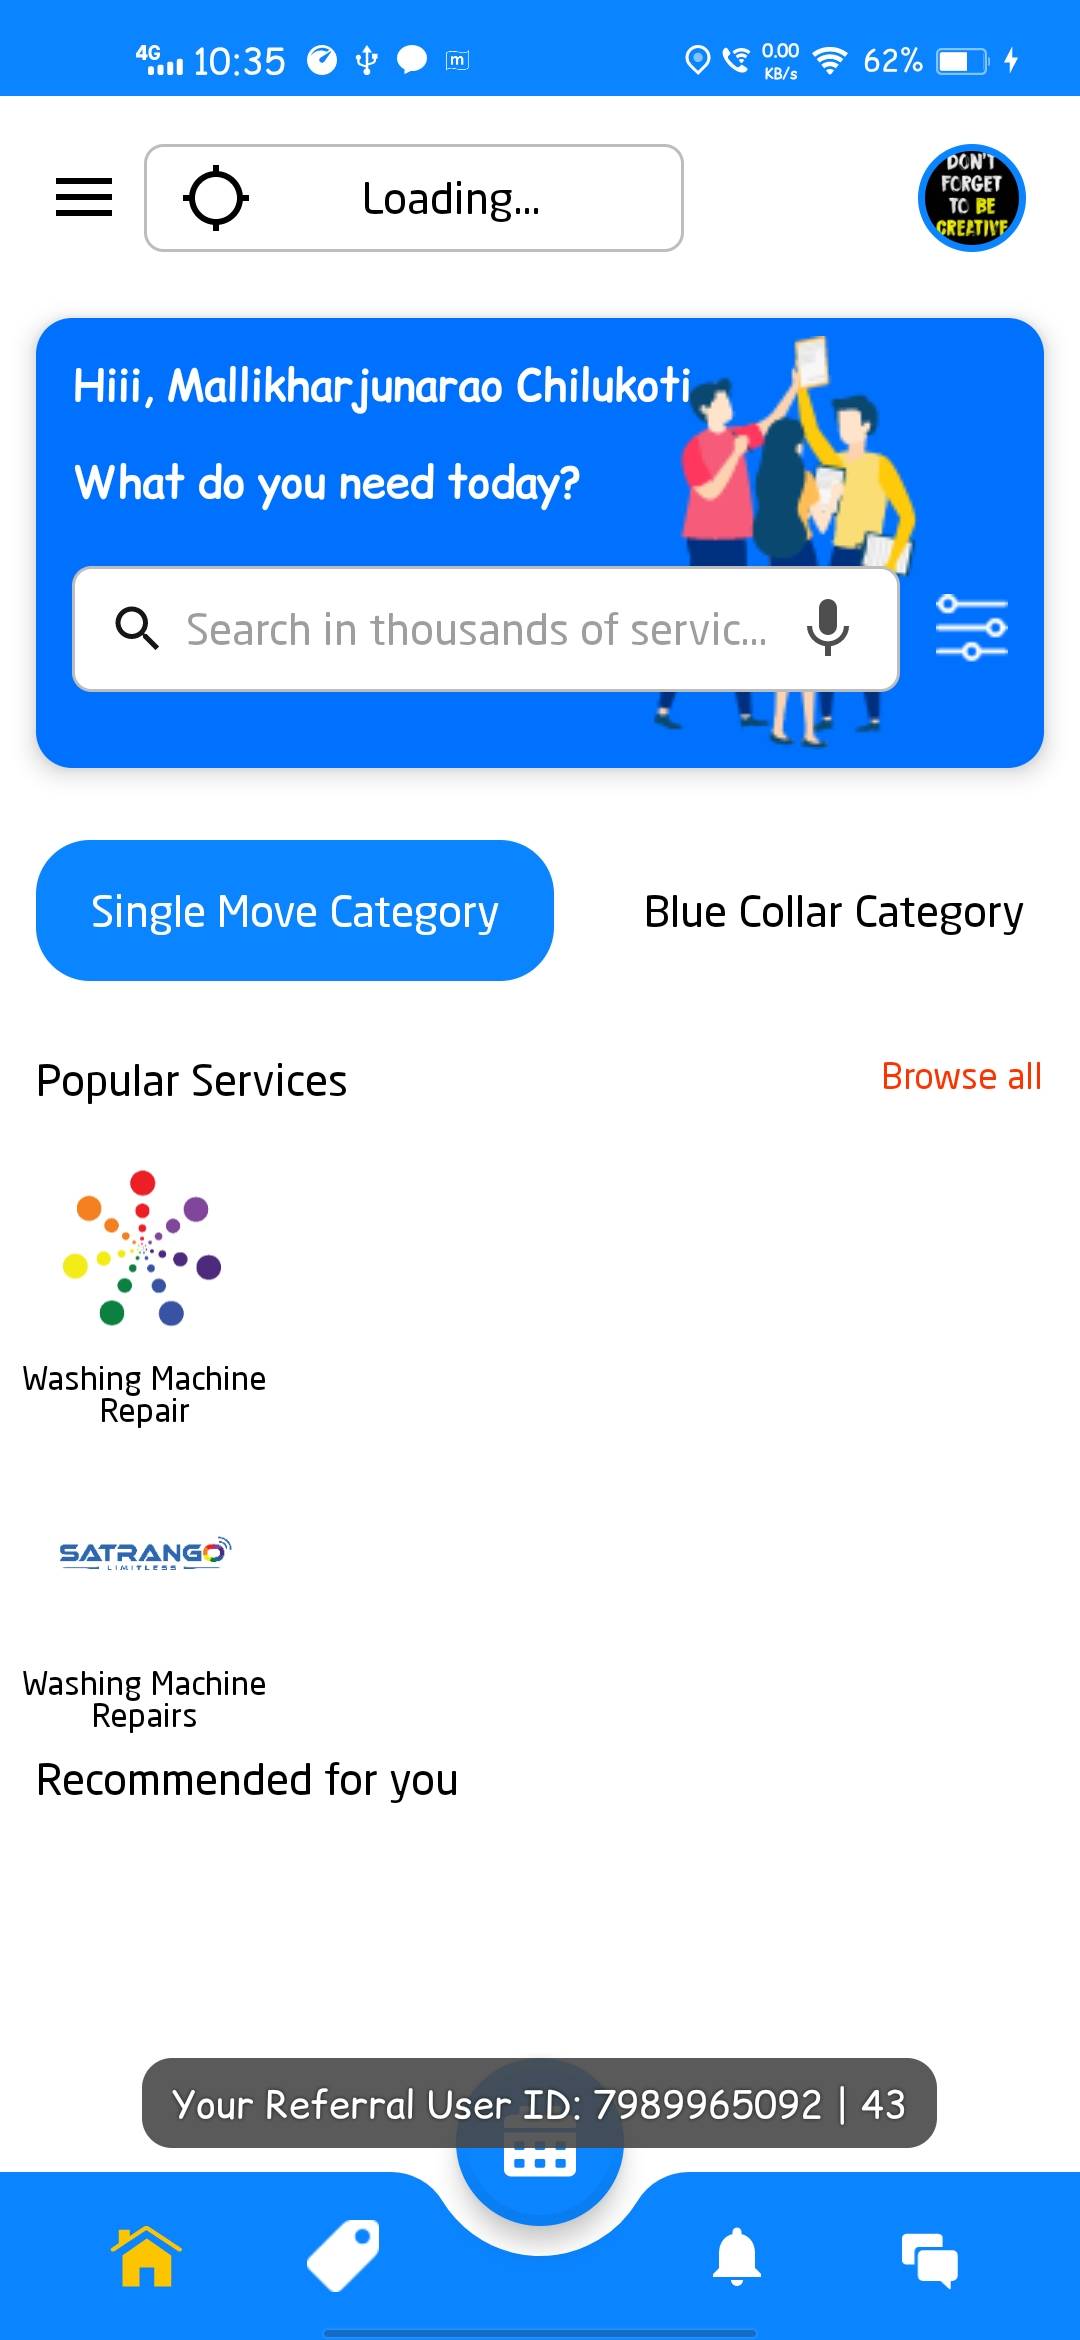 4G 10:35 m 0.00 KB/s 62%
Loading...
DON'T
FORGET
TO BE
CREATIVE
Hiii, Mallikharjunarao Chilukoti
What do you need today?
Search in thousands of servic...
Single Move Category
Blue Collar Category
Popular Services
Browse all
Washing Machine
Repair
SATRANGO
LIMITLESS
Washing Machine
Repairs
Recommended for you
Your Referral User ID: 7989965092 | 43